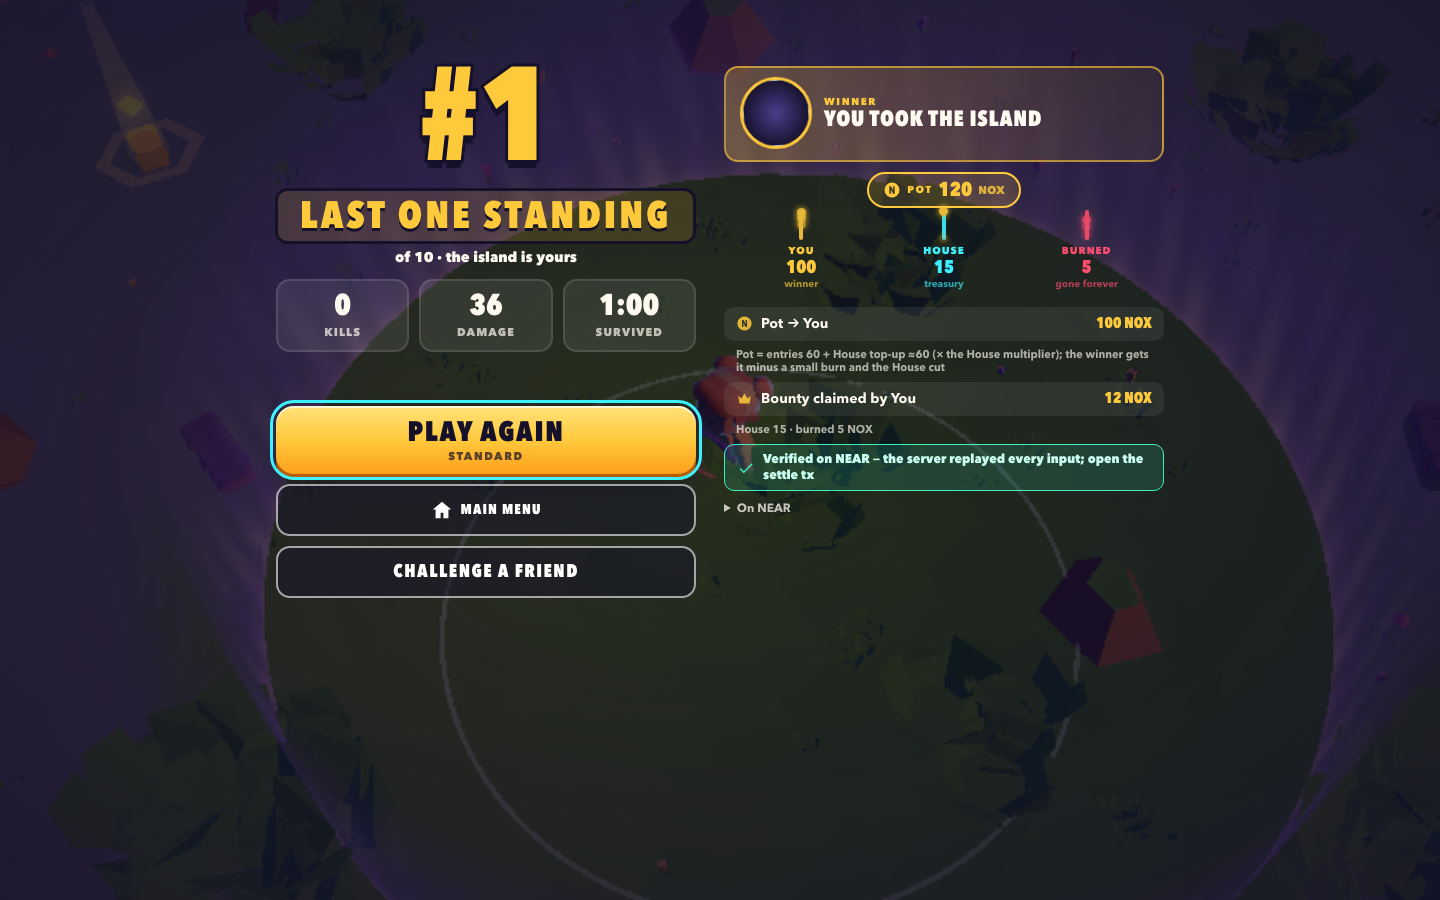 #1
LAST ONE STANDING
of 10 · the island is yours
0
KILLS
36
DAMAGE
1:00
SURVIVED
PLAY AGAIN
STANDARD
MAIN MENU
CHALLENGE A FRIEND
WINNER
YOU TOOK THE ISLAND
N POT 120 NOX
YOU
100
winner
HOUSE
15
treasury
BURNED
5
gone forever
N Pot → You 100 NOX
Pot = entries 60 + House top-up ≈60 (× the House multiplier); the winner gets
it minus a small burn and the House cut
Bounty claimed by You 12 NOX
House 15 · burned 5 NOX
Verified on NEAR – the server replayed every input; open the
settle tx
On NEAR